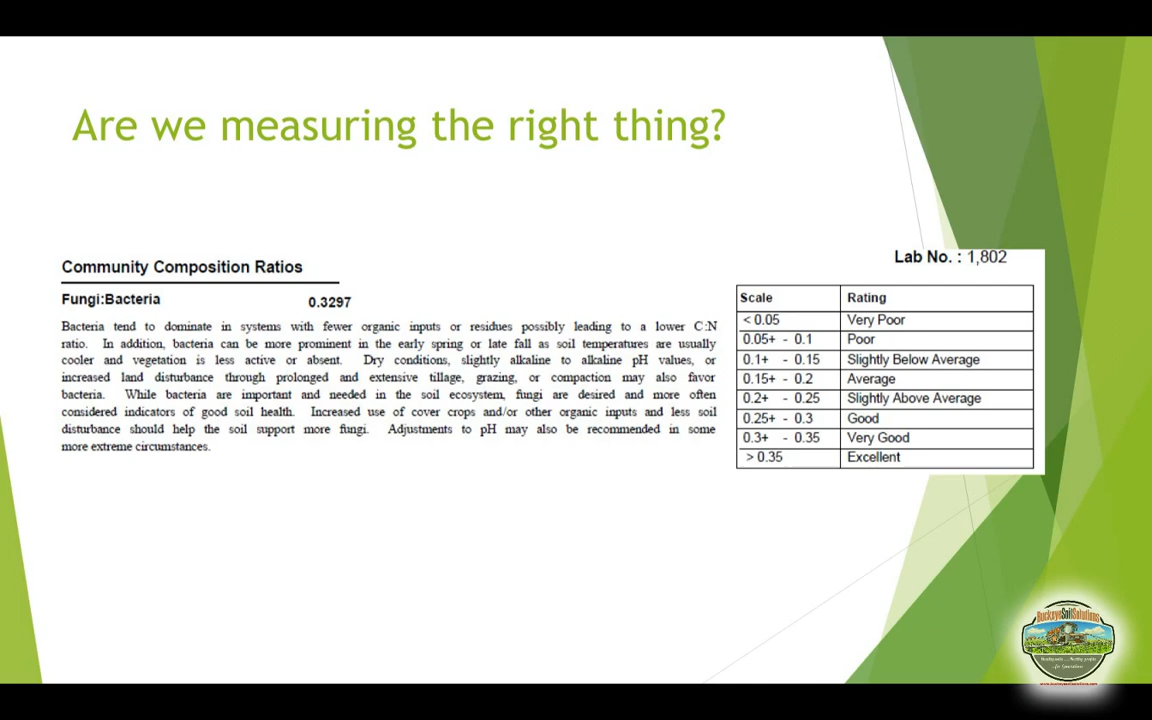 Are we measuring the right thing?
Lab No. : 1,802
Community Composition Ratios
Fungi:Bacteria 0.3297
Bacteria tend to dominate in systems with fewer organic inputs or residues possibly leading to a lower C:N
ratio. In addition, bacteria can be more prominent in the early spring or late fall as soil temperatures are usually
cooler and vegetation is less active or absent. Dry conditions, slightly alkaline to alkaline pH values, or
increased land disturbance through prolonged and extensive tillage, grazing, or compaction may also favor
bacteria. While bacteria are important and needed in the soil ecosystem, fungi are desired and more often
considered indicators of good soil health. Increased use of cover crops and/or other organic inputs and less soil
disturbance should help the soil support more fungi. Adjustments to pH may also be recommended in some
more extreme circumstances.
Scale Rating
< 0.05 Very Poor
0.05+ - 0.1 Poor
0.1+ - 0.15 Slightly Below Average
0.15+ - 0.2 Average
0.2+ - 0.25 Slightly Above Average
0.25+ - 0.3 Good
0.3+ - 0.35 Very Good
> 0.35 Excellent
BuckeyeSoilSolutions